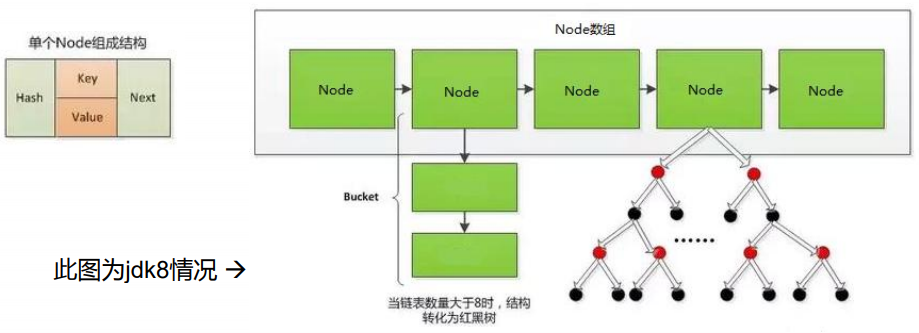 单个Node组成结构
Hash
Key
Value
Next
Node数组
Node
Node
Node
Node
Node
Bucket
......
此图为jdk8情况 →
当链表数量大于8时，结构
转化为红黑树